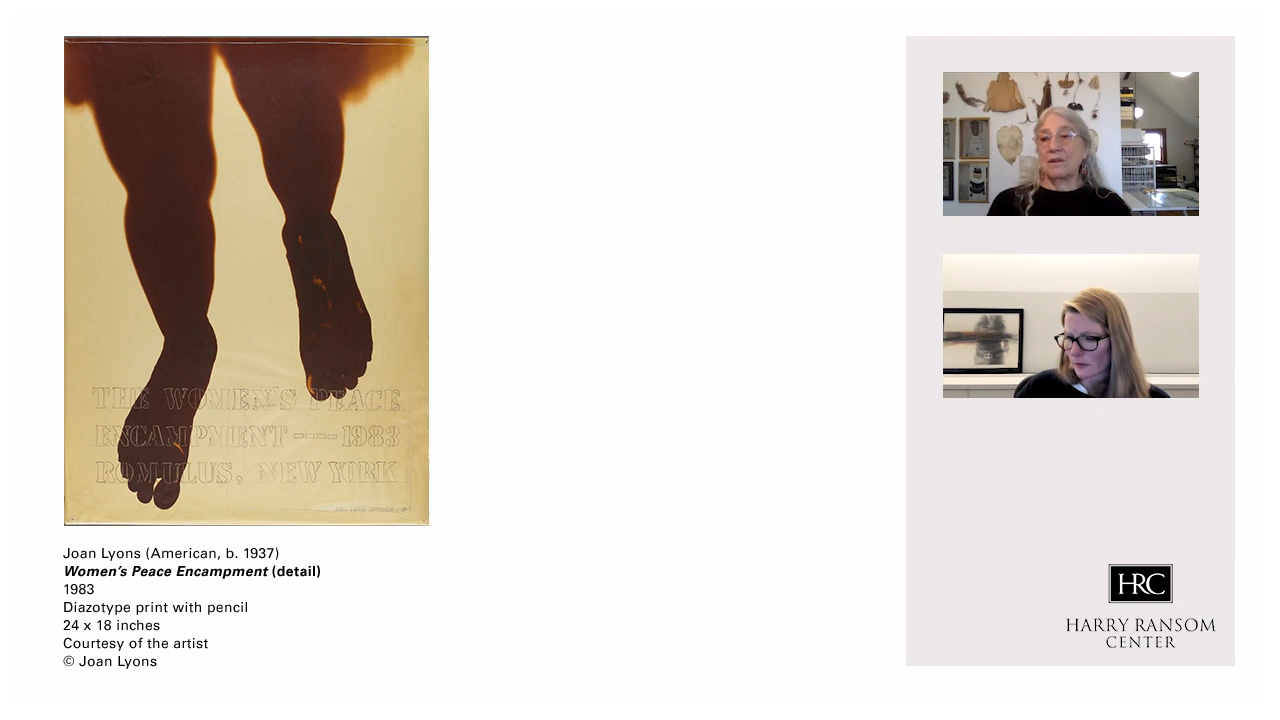 THE WOMEN'S PEACE
ENCAMPMENT ---- 1983
ROMULUS, NEW YORK
Joan Lyons (American, b. 1937)
Women's Peace Encampment (detail)
1983
Diazotype print with pencil
24 x 18 inches
Courtesy of the artist
© Joan Lyons
HRC
HARRY RANSOM
CENTER